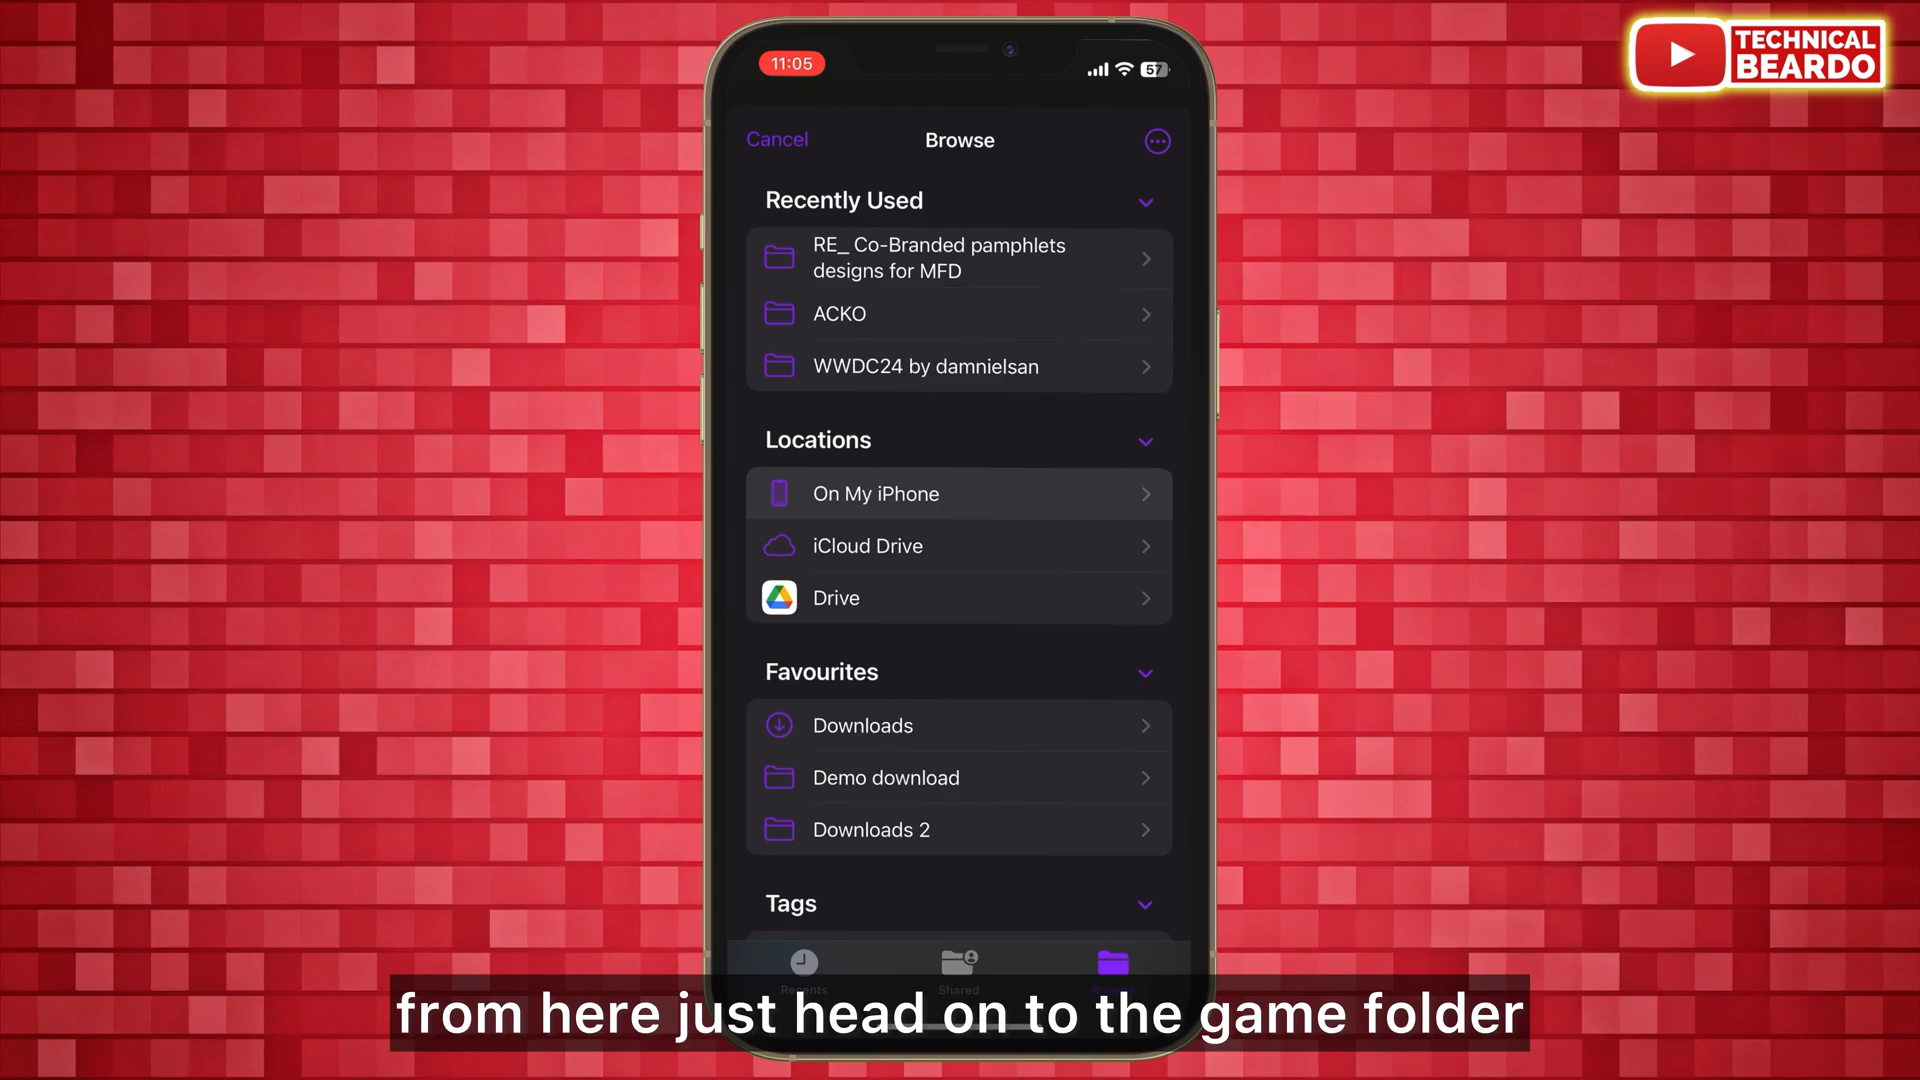 11:05
57
TECHNICAL
BEARDO
Cancel
Browse
Recently Used
RE_ Co-Branded pamphlets
designs for MFD
ACKO
WWDC24 by damnielsan
Locations
On My iPhone
iCloud Drive
Drive
Favourites
Downloads
Demo download
Downloads 2
Tags
Recents
Shared
from here just head on to the game folder